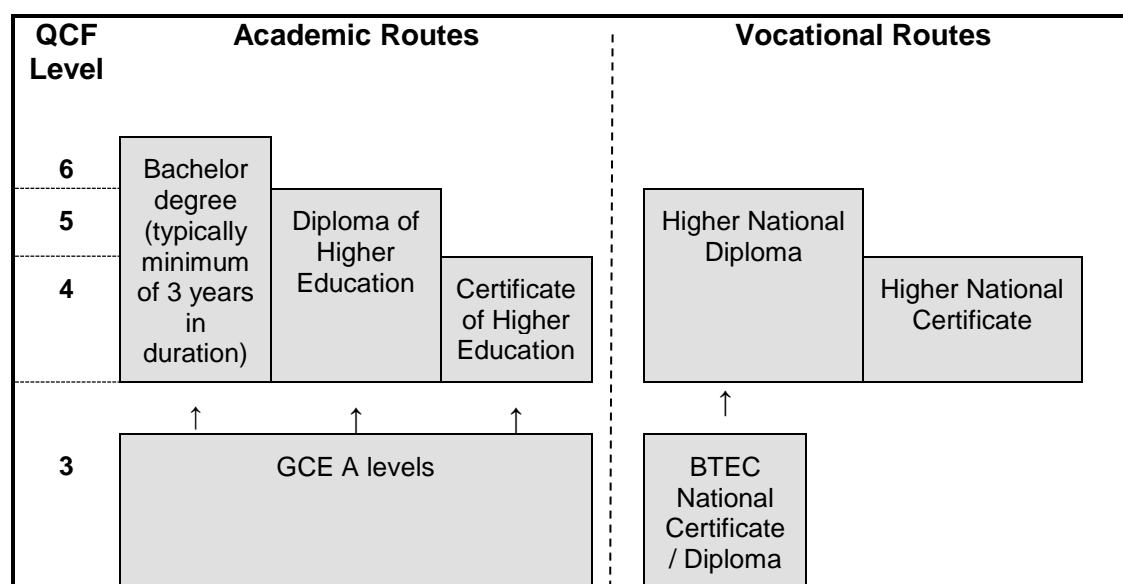 QCF
Level
Academic Routes
Vocational Routes
6
5
4
3
Bachelor
degree
(typically
minimum
of 3 years
in
duration)
Diploma of
Higher
Education
Certificate
of Higher
Education
Higher National
Diploma
Higher National
Certificate
↑
↑
↑
↑
GCE A levels
BTEC
National
Certificate
/ Diploma